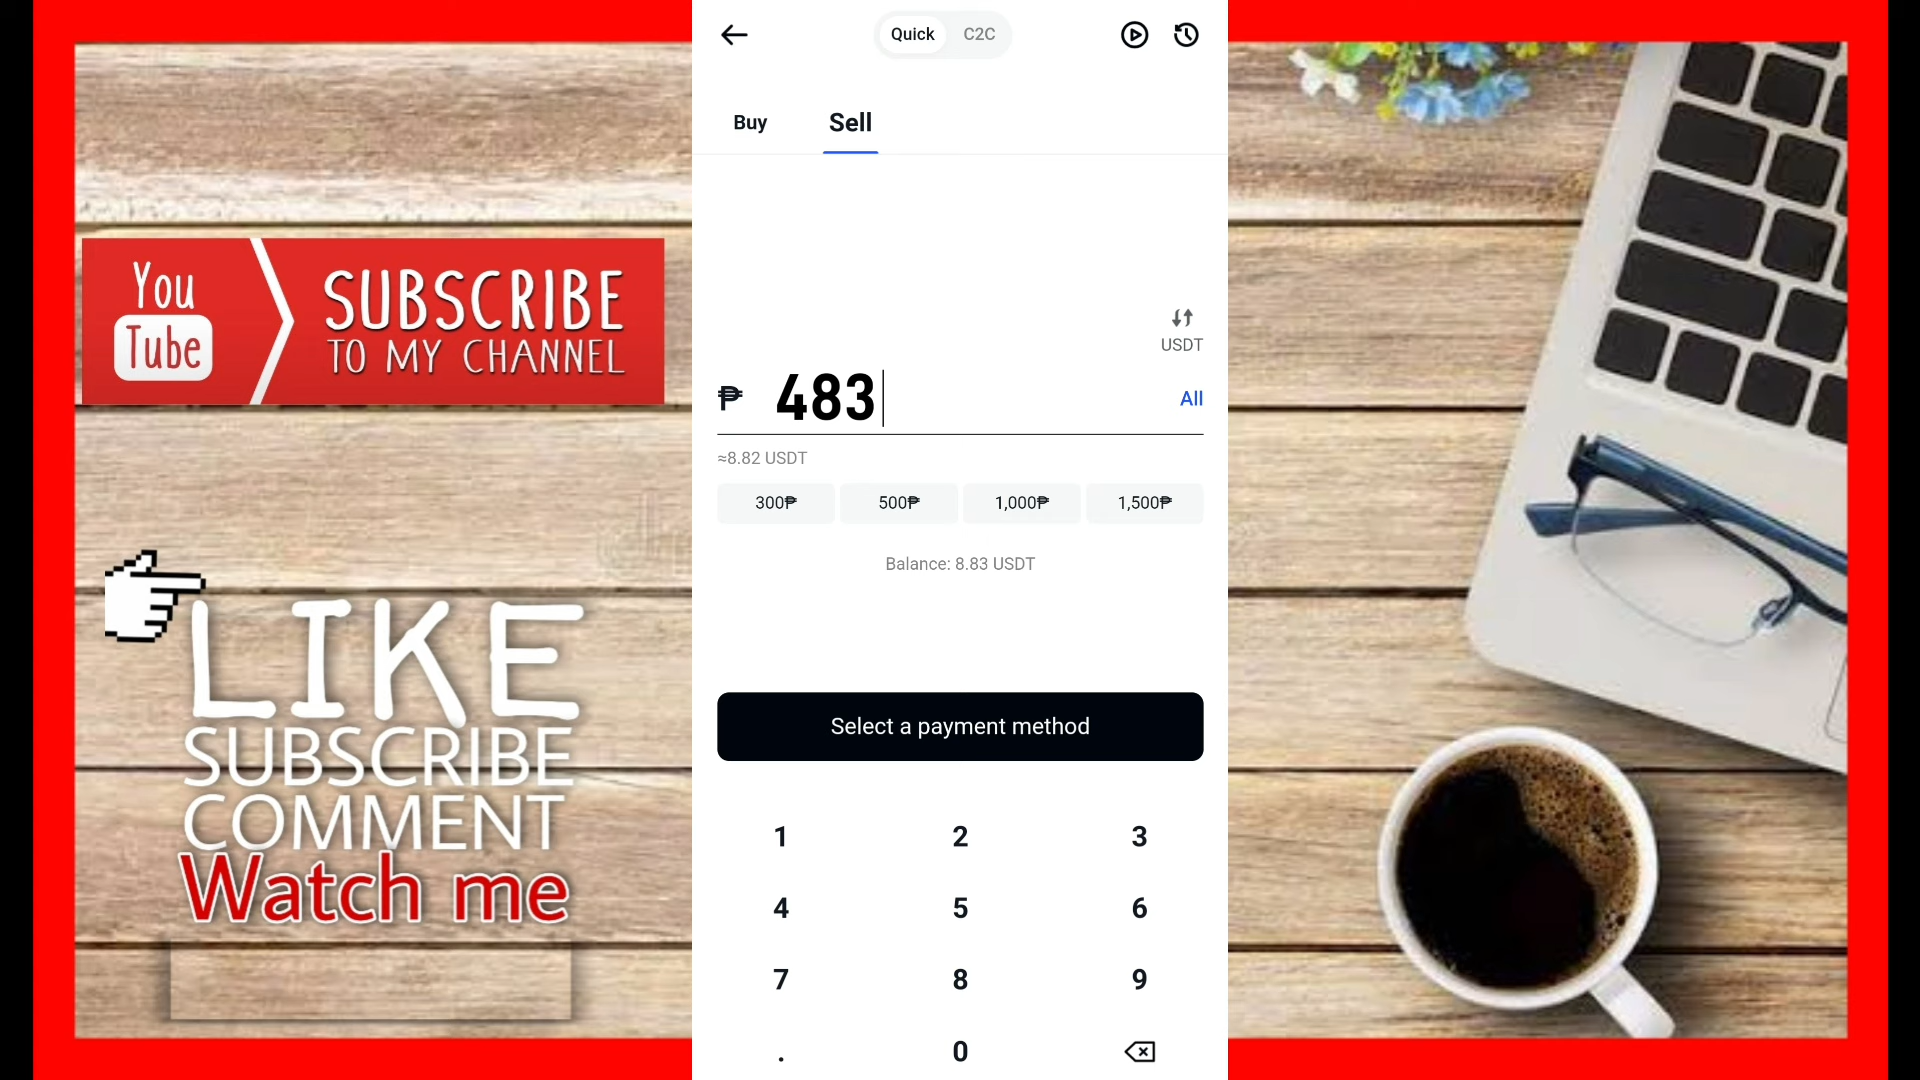 You
Tube
SUBSCRIBE
TO MY CHANNEL
LIKE
SUBSCRIBE
COMMENT
Watch me
Quick C2C
Buy Sell
USDT
₱ 483 All
≈8.82 USDT
300₱ 500₱ 1,000₱ 1,500₱
Balance: 8.83 USDT
Select a payment method
1 2 3
4 5 6
7 8 9
. 0